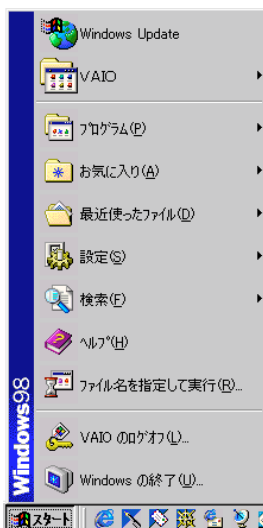 Windows Update
VAIO
ﾌﾟﾛｸﾞﾗﾑ(P)
お気に入り(A)
最近使ったﾌｧｲﾙ(D)
設定(S)
検索(F)
ﾍﾙﾌﾟ(H)
ﾌｧｲﾙ名を指定して実行(R)...
VAIO のﾛｸﾞｵﾌ(L)...
Windows の終了(U)...
Windows98
ｽﾀｰﾄ